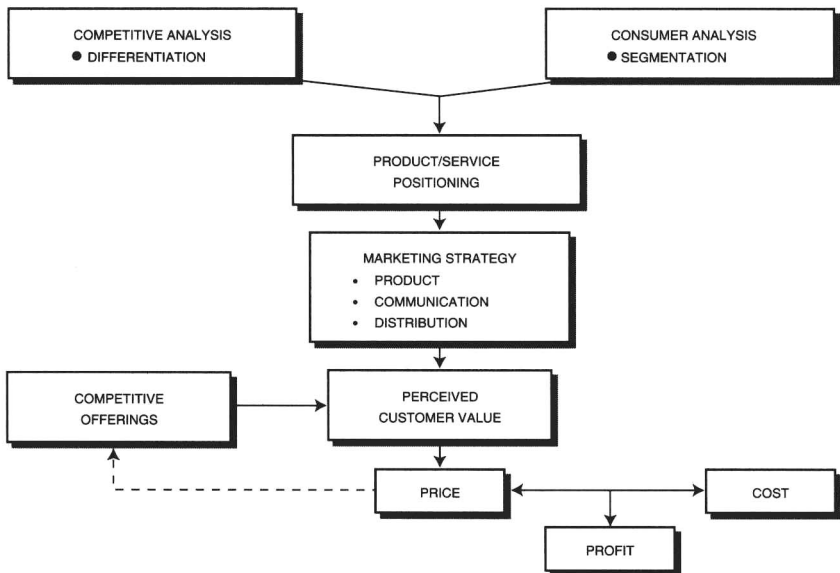 COMPETITIVE ANALYSIS
● DIFFERENTIATION
CONSUMER ANALYSIS
● SEGMENTATION
PRODUCT/SERVICE
POSITIONING
MARKETING STRATEGY
• PRODUCT
• COMMUNICATION
• DISTRIBUTION
COMPETITIVE
OFFERINGS
PERCEIVED
CUSTOMER VALUE
PRICE
COST
PROFIT